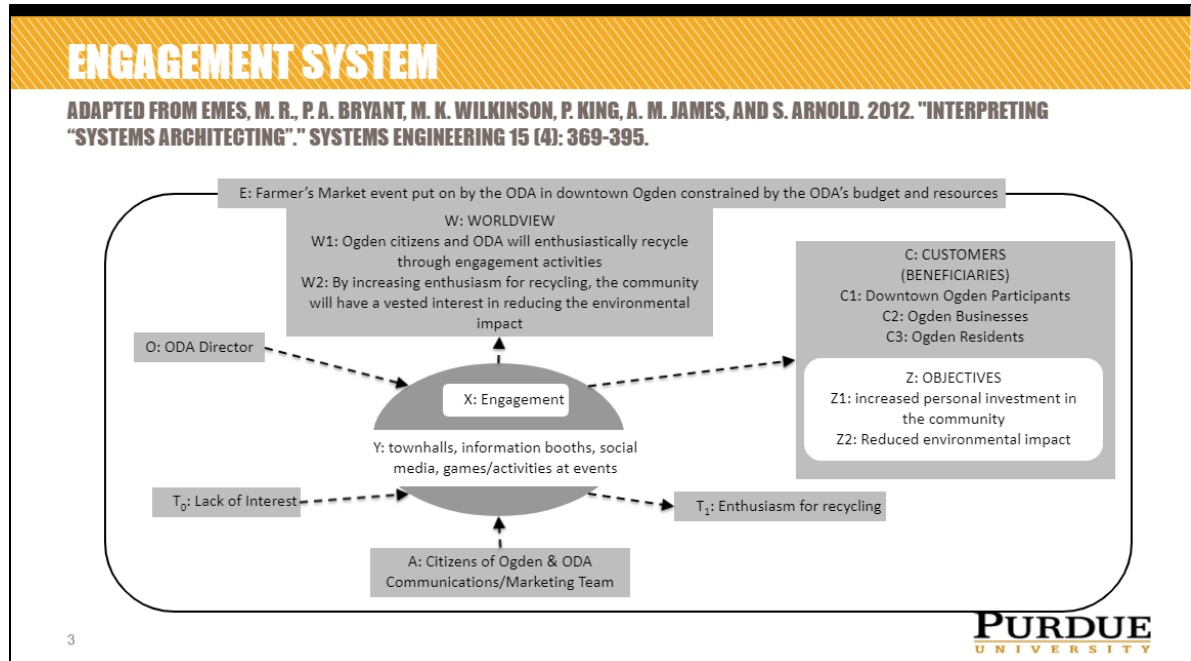 ENGAGEMENT SYSTEM
ADAPTED FROM EMES, M. R., P. A. BRYANT, M. K. WILKINSON, P. KING, A. M. JAMES, AND S. ARNOLD. 2012. "INTERPRETING
“SYSTEMS ARCHITECTING”." SYSTEMS ENGINEERING 15 (4): 369-395.
E: Farmer’s Market event put on by the ODA in downtown Ogden constrained by the ODA’s budget and resources
W: WORLDVIEW
W1: Ogden citizens and ODA will enthusiastically recycle
through engagement activities
W2: By increasing enthusiasm for recycling, the community
will have a vested interest in reducing the environmental
impact
C: CUSTOMERS
(BENEFICIARIES)
C1: Downtown Ogden Participants
C2: Ogden Businesses
C3: Ogden Residents
Z: OBJECTIVES
Z1: increased personal investment in
the community
Z2: Reduced environmental impact
O: ODA Director
X: Engagement
Y: townhalls, information booths, social
media, games/activities at events
T0: Lack of Interest
T1: Enthusiasm for recycling
A: Citizens of Ogden & ODA
Communications/Marketing Team
3
PURDUE
UNIVERSITY